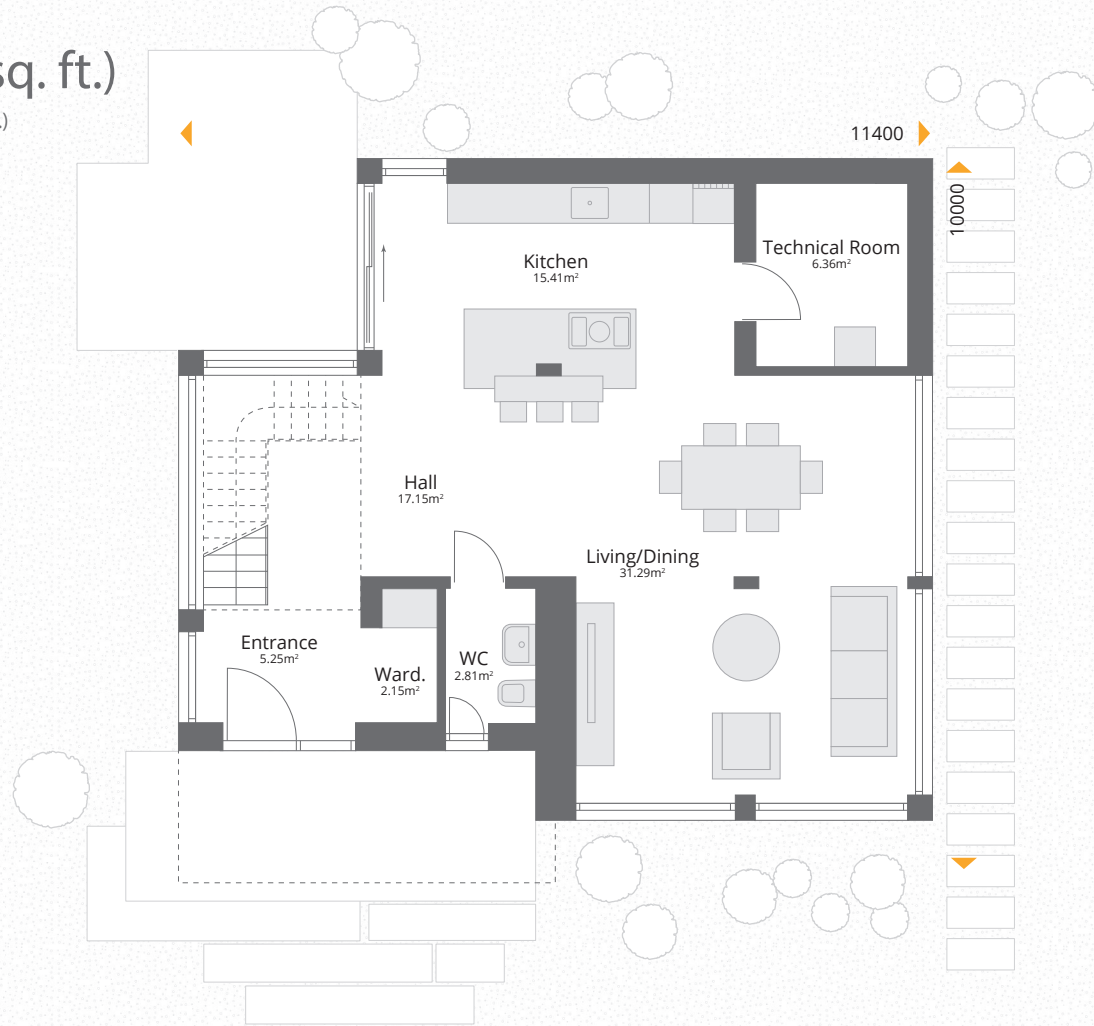 sq. ft.)
.)
11400
10000
Kitchen
15.41m²
Technical Room
6.36m²
Hall
17.15m²
Living/Dining
31.29m²
Entrance
5.25m²
Ward.
2.15m²
WC
2.81m²